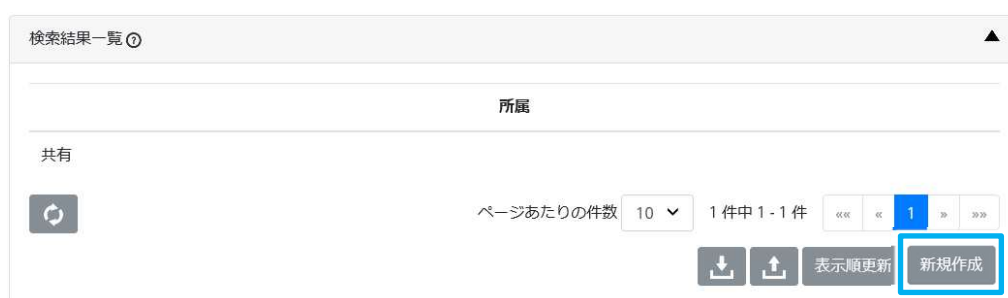 検索結果一覧
所属
共有
ページあたりの件数 10 1 件中 1 - 1 件 «« « 1 » »»
表示順更新 新規作成